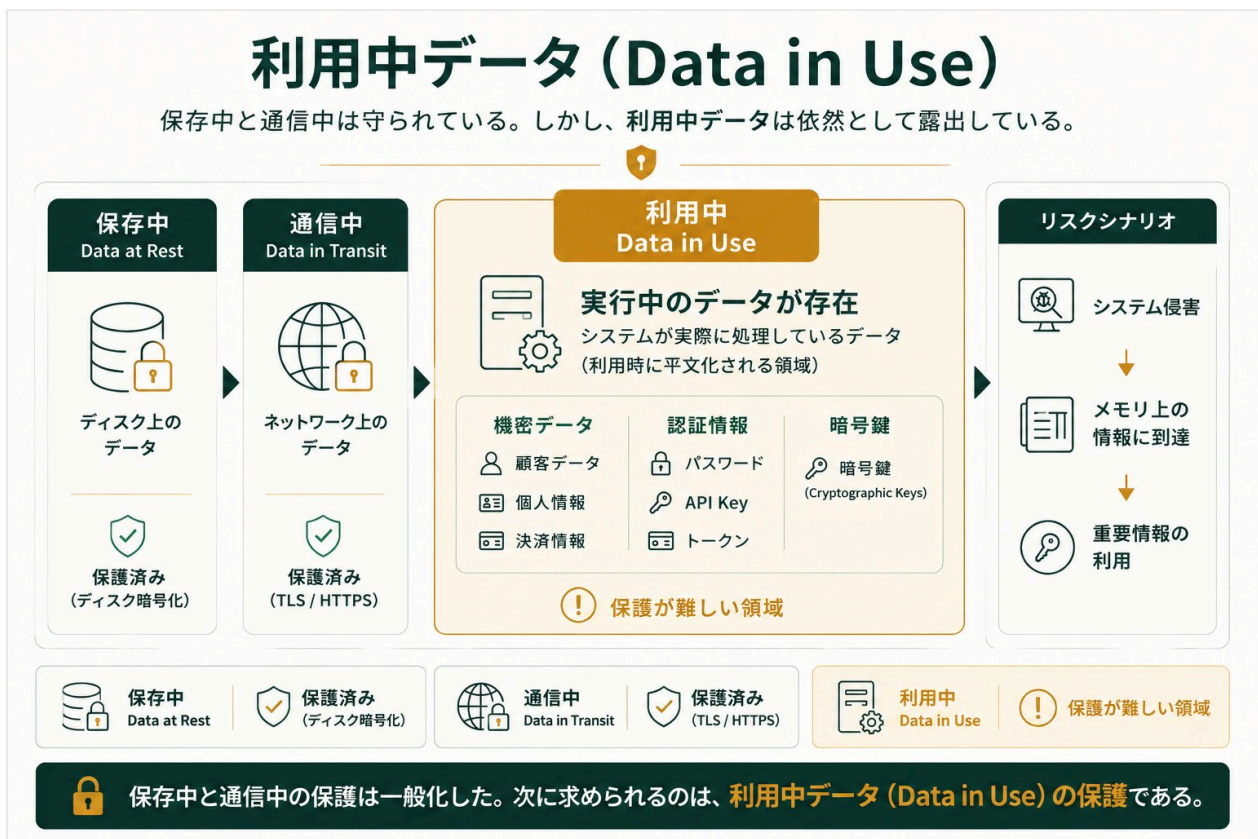 利用中データ（Data in Use）
保存中と通信中は守られている。しかし、利用中データは依然として露出している。
保存中
Data at Rest
ディスク上の
データ
保護済み
（ディスク暗号化）
通信中
Data in Transit
ネットワーク上の
データ
保護済み
（TLS / HTTPS）
利用中
Data in Use
実行中のデータが存在
システムが実際に処理しているデータ
（利用時に平文化される領域）
機密データ
顧客データ
個人情報
決済情報
認証情報
パスワード
API Key
トークン
暗号鍵
暗号鍵
(Cryptographic Keys)
保護が難しい領域
リスクシナリオ
システム侵害
メモリ上の
情報に到達
重要情報の
利用
保存中
Data at Rest
保護済み
（ディスク暗号化）
通信中
Data in Transit
保護済み
（TLS / HTTPS）
利用中
Data in Use
保護が難しい領域
保存中と通信中の保護は一般化した。次に求められるのは、利用中データ（Data in Use）の保護である。